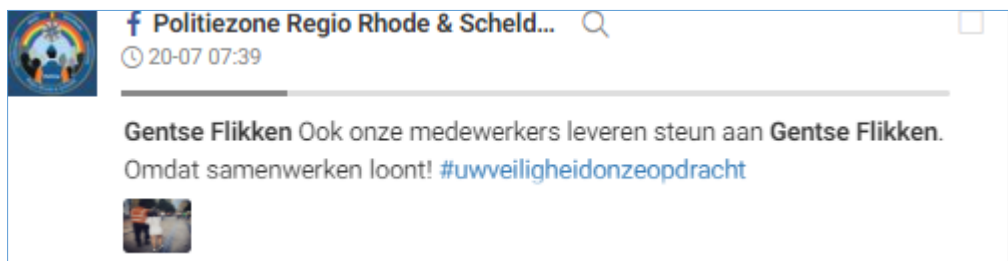 Politiezone Regio Rhode & Scheld...
20-07 07:39
Gentse Flikken Ook onze medewerkers leveren steun aan Gentse Flikken.
Omdat samenwerken loont! #uwveiligheidonzeopdracht